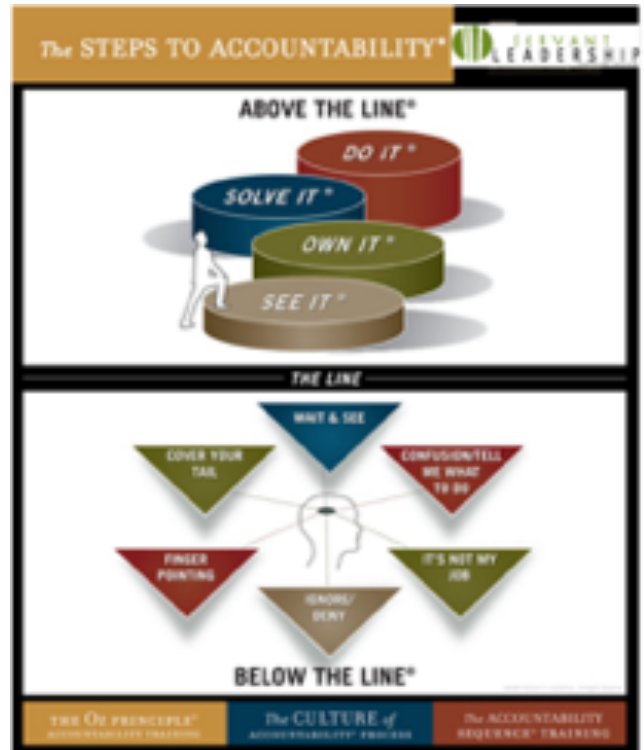 The STEPS TO ACCOUNTABILITY®
SERVANT
LEADERSHIP
ABOVE THE LINE®
DO IT®
SOLVE IT®
OWN IT®
SEE IT®
THE LINE
WAIT & SEE
COVER YOUR
TAIL
CONFUSION/TELL
ME WHAT
TO DO
FINGER
POINTING
IT'S NOT MY
JOB
IGNORE/
DENY
BELOW THE LINE®
THE OZ PRINCIPLE®
ACCOUNTABILITY TRAINING®
The CULTURE of
ACCOUNTABILITY® PROCESS
The ACCOUNTABILITY
SEQUENCE® TRAINING